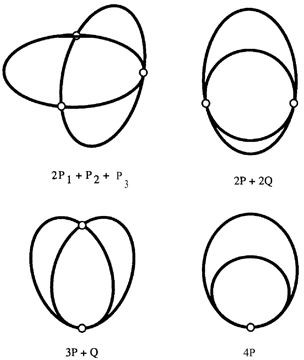 2P1 + P2 + P3
2P + 2Q
3P + Q
4P